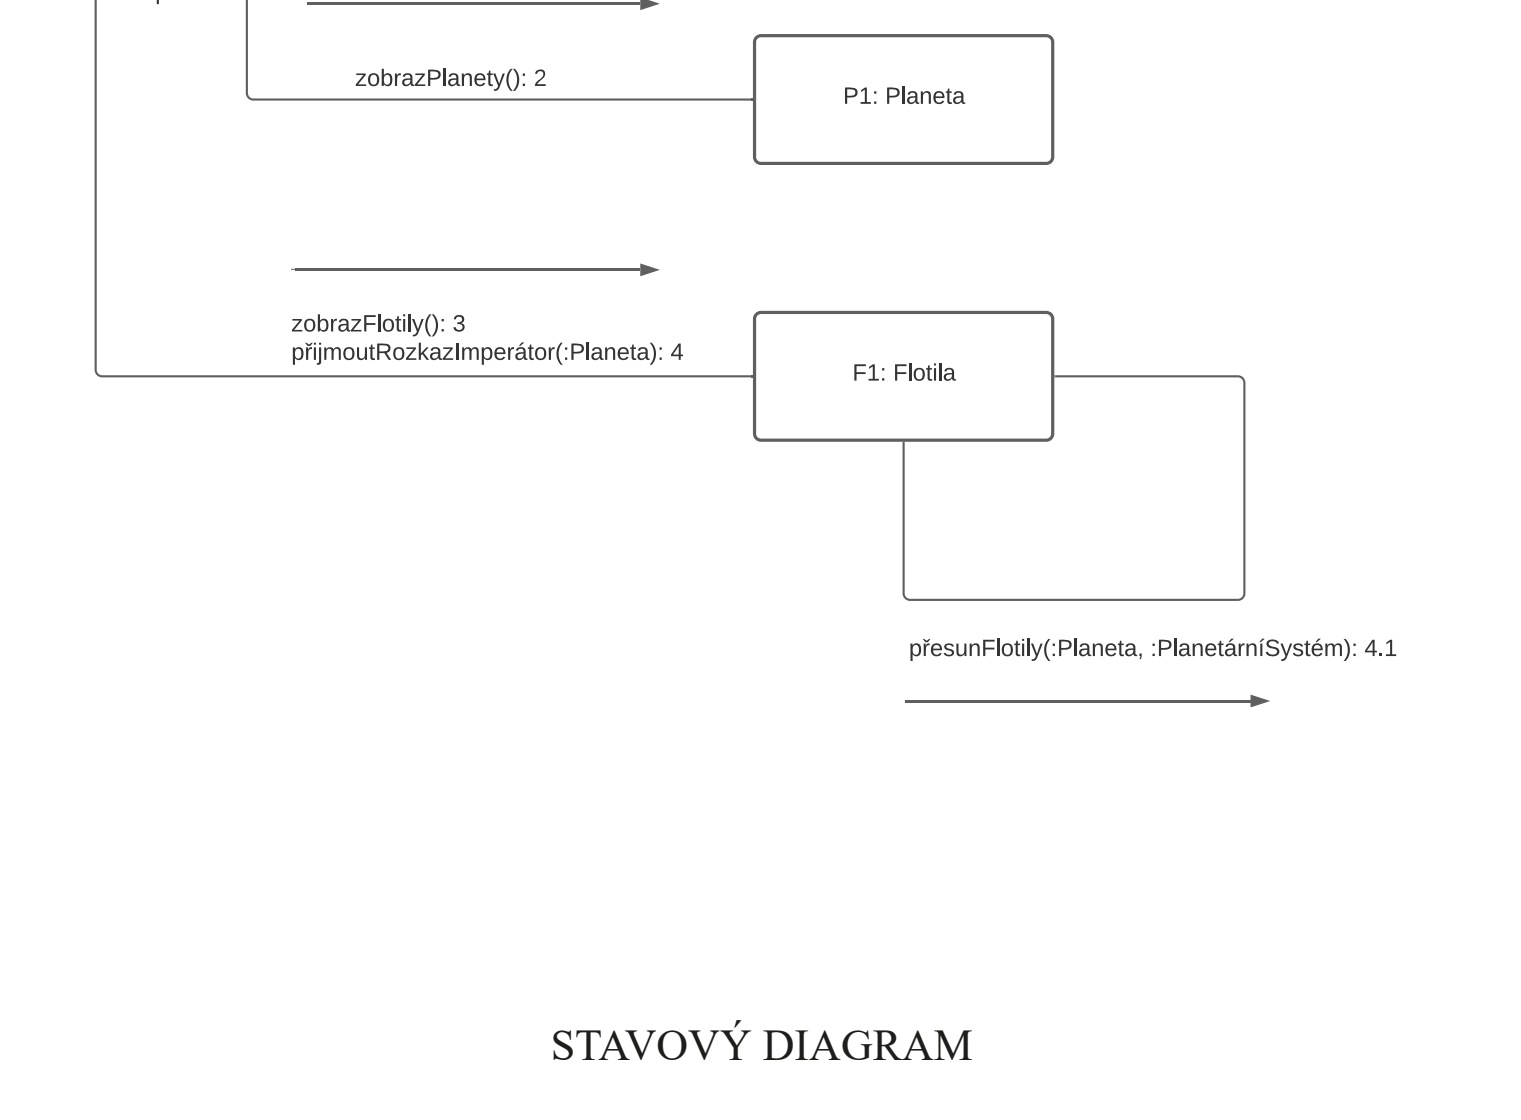 zobrazPlanety(): 2
P1: Planeta
zobrazFlotily(): 3
přijmoutRozkazImperátor(:Planeta): 4
F1: Flotila
přesunFlotily(:Planeta, :PlanetárníSystém): 4.1
STAVOVÝ DIAGRAM